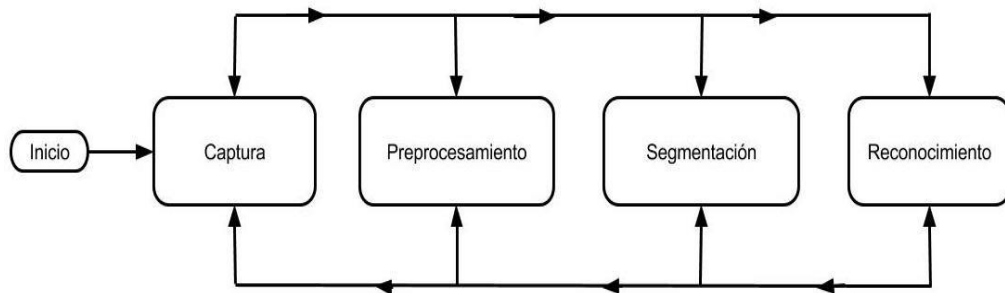 Inicio
Captura
Preprocesamiento
Segmentación
Reconocimiento